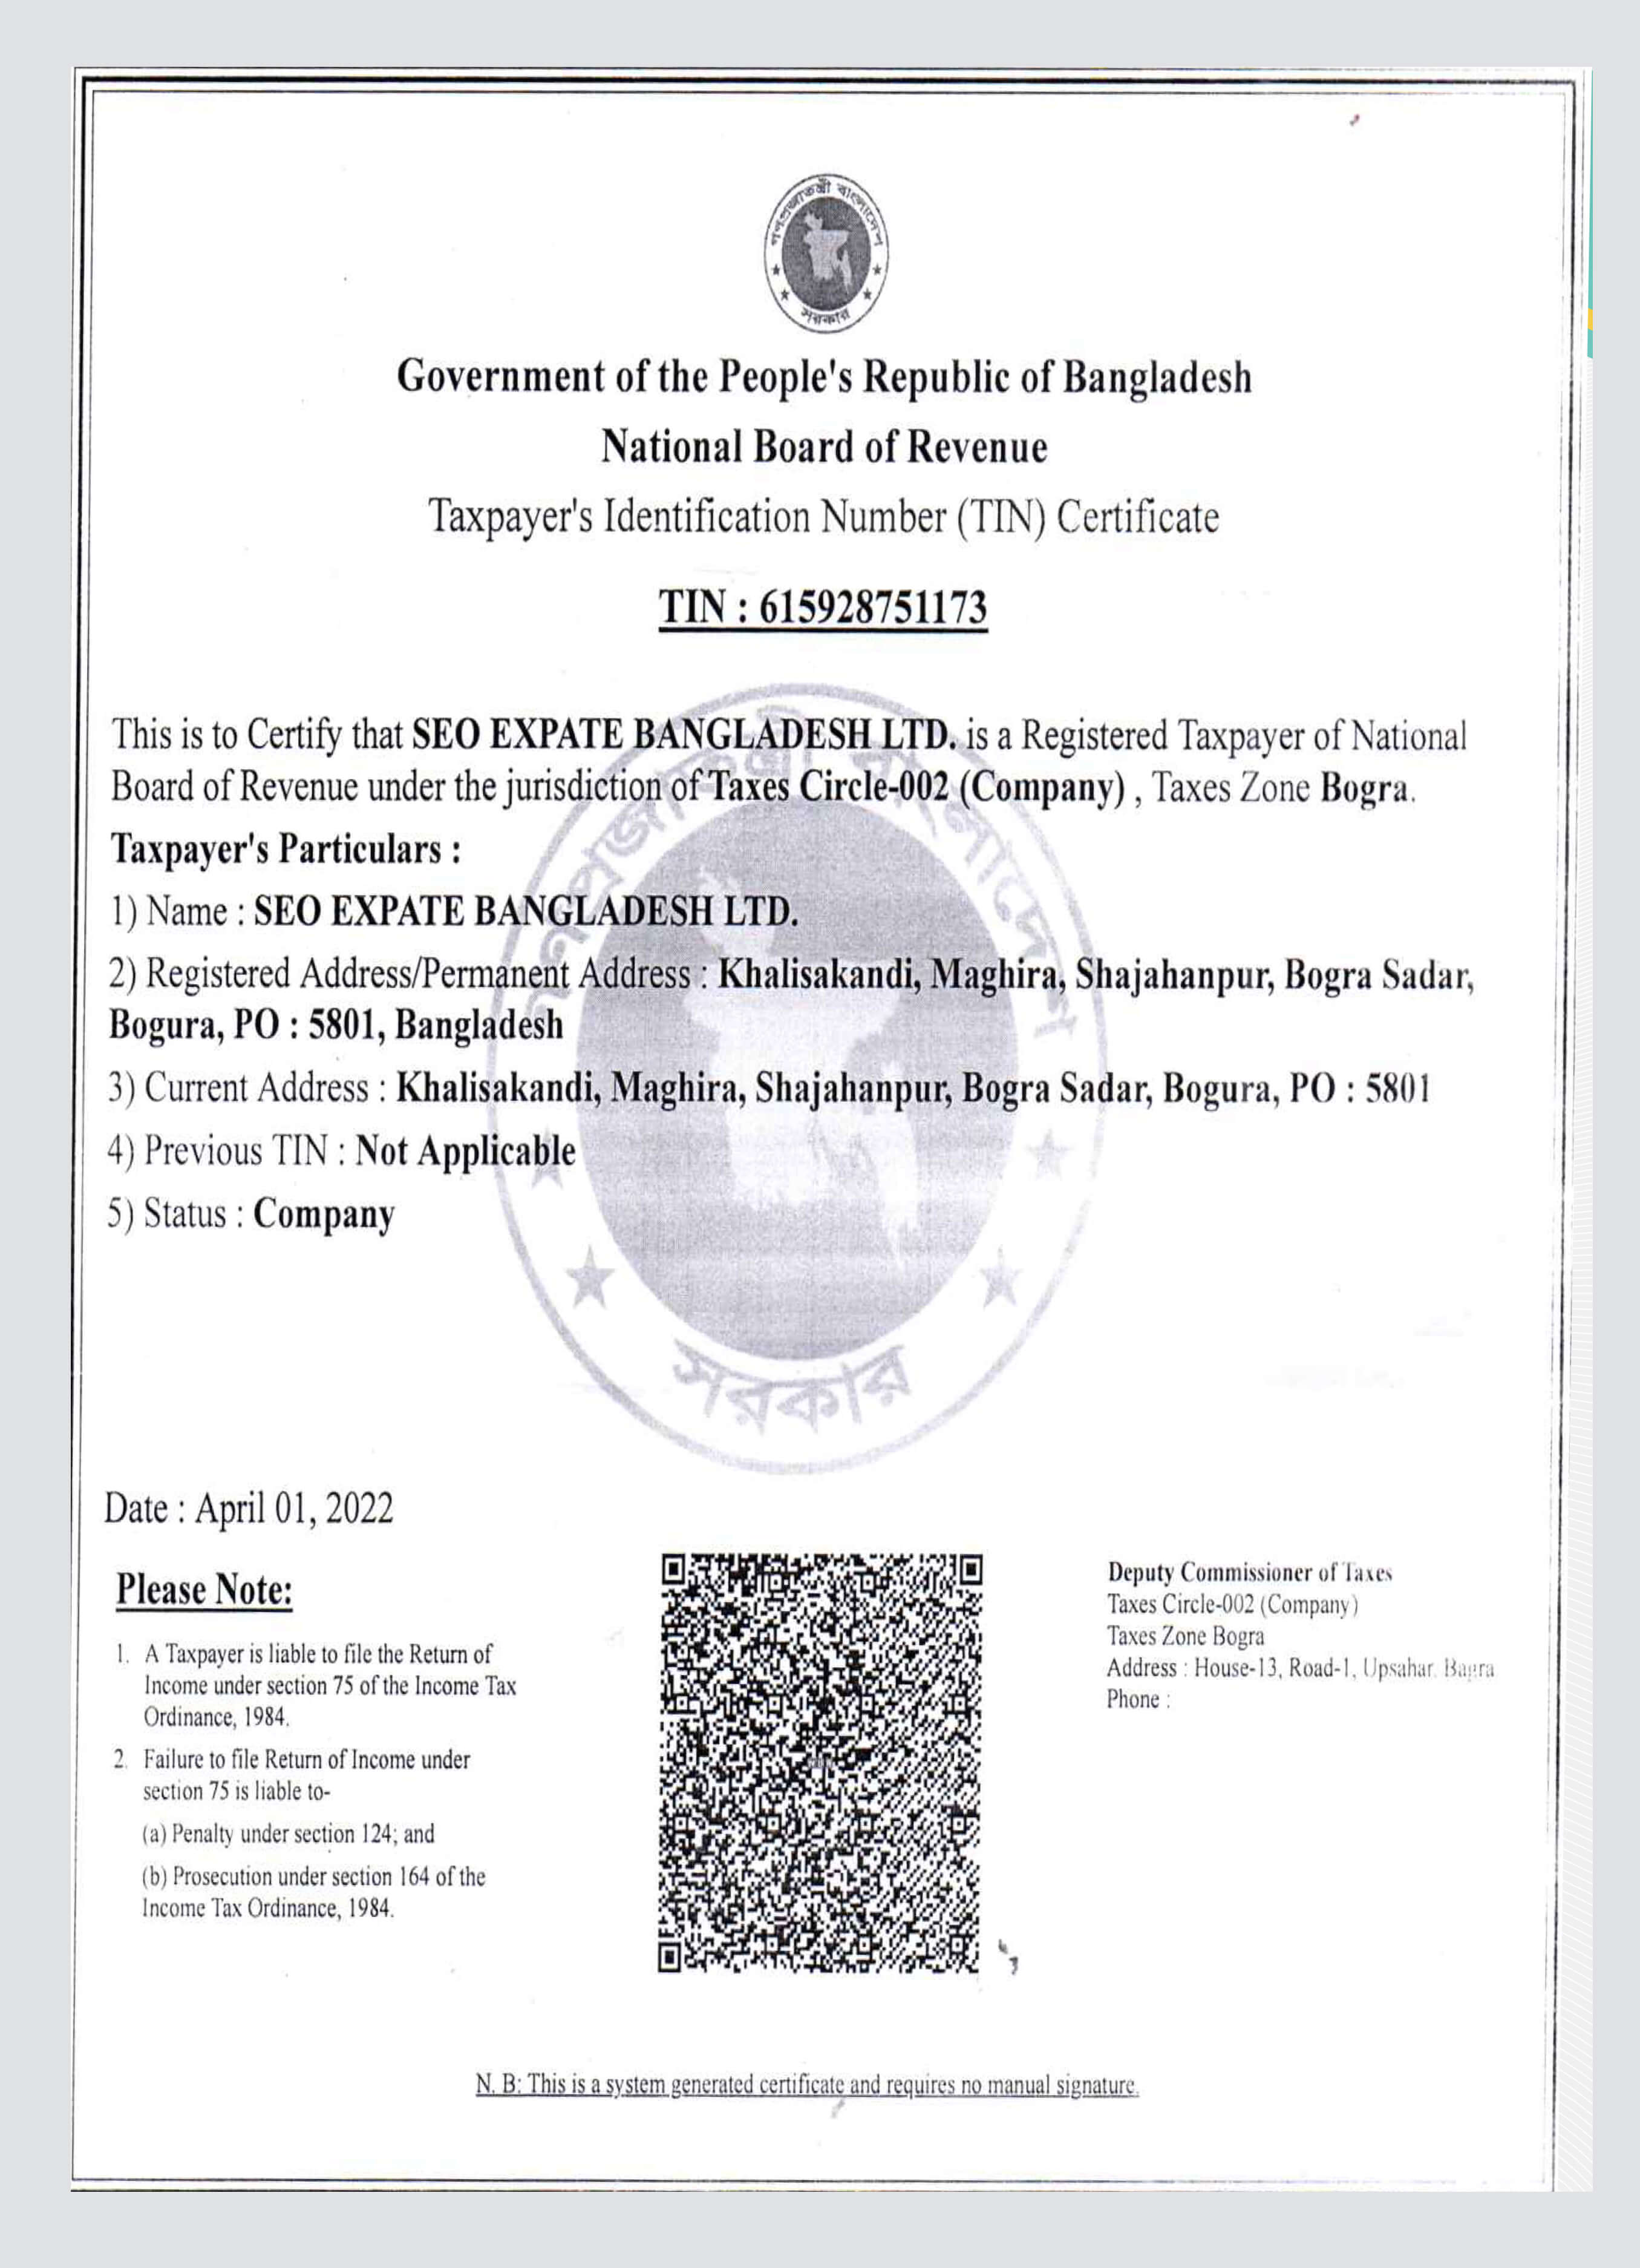 গণপ্রজাতন্ত্রী বাংলাদেশ
সরকার
Government of the People's Republic of Bangladesh
National Board of Revenue
Taxpayer's Identification Number (TIN) Certificate
TIN : 615928751173
This is to Certify that SEO EXPATE BANGLADESH LTD. is a Registered Taxpayer of National
Board of Revenue under the jurisdiction of Taxes Circle-002 (Company) , Taxes Zone Bogra.
Taxpayer's Particulars :
1) Name : SEO EXPATE BANGLADESH LTD.
2) Registered Address/Permanent Address : Khalisakandi, Maghira, Shajahanpur, Bogra Sadar,
Bogura, PO : 5801, Bangladesh
3) Current Address : Khalisakandi, Maghira, Shajahanpur, Bogra Sadar, Bogura, PO : 5801
4) Previous TIN : Not Applicable
5) Status : Company
গণপ্রজাতন্ত্রী বাংলাদেশ
সরকার
Date : April 01, 2022
Please Note:
1. A Taxpayer is liable to file the Return of
Income under section 75 of the Income Tax
Ordinance, 1984.
2. Failure to file Return of Income under
section 75 is liable to-
(a) Penalty under section 124; and
(b) Prosecution under section 164 of the
Income Tax Ordinance, 1984.
Deputy Commissioner of Taxes
Taxes Circle-002 (Company)
Taxes Zone Bogra
Address : House-13, Road-1, Upsahar, Bagra
Phone :
N. B: This is a system generated certificate and requires no manual signature.